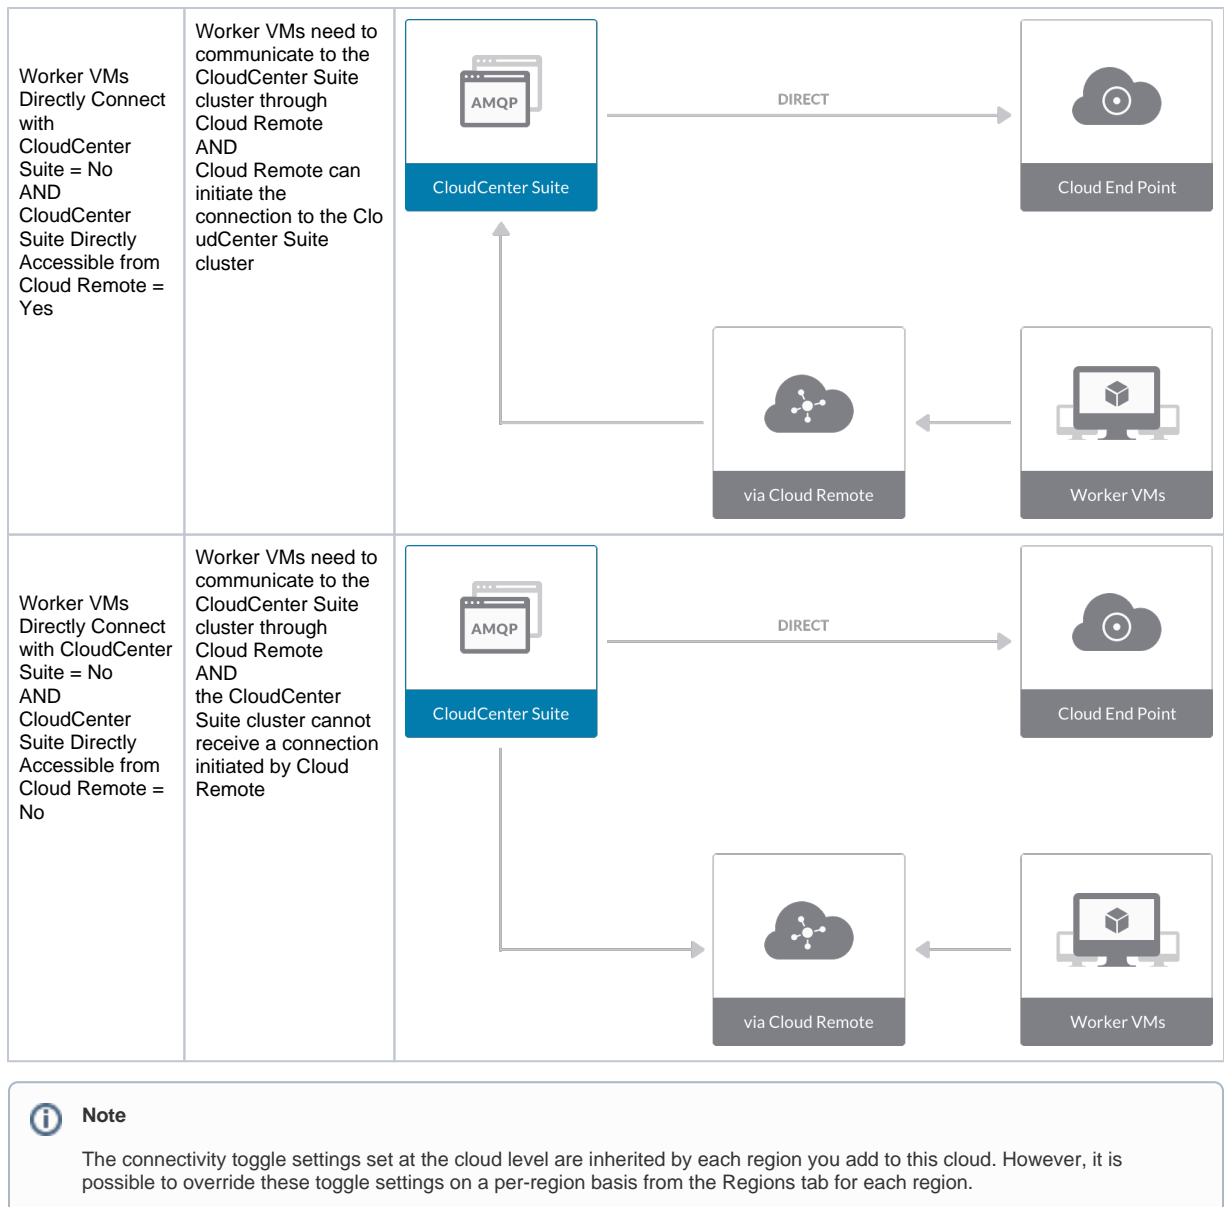 Worker VMs
Directly Connect
with
CloudCenter
Suite = No
AND
CloudCenter
Suite Directly
Accessible from
Cloud Remote =
Yes
Worker VMs need to
communicate to the
CloudCenter Suite
cluster through
Cloud Remote
AND
Cloud Remote can
initiate the
connection to the Clo
udCenter Suite
cluster
AMQP
CloudCenter Suite
DIRECT
Cloud End Point
via Cloud Remote
Worker VMs
Worker VMs
Directly Connect
with CloudCenter
Suite = No
AND
CloudCenter
Suite Directly
Accessible from
Cloud Remote =
No
Worker VMs need to
communicate to the
CloudCenter Suite
cluster through
Cloud Remote
AND
the CloudCenter
Suite cluster cannot
receive a connection
initiated by Cloud
Remote
AMQP
CloudCenter Suite
DIRECT
Cloud End Point
via Cloud Remote
Worker VMs
Note
The connectivity toggle settings set at the cloud level are inherited by each region you add to this cloud. However, it is
possible to override these toggle settings on a per-region basis from the Regions tab for each region.